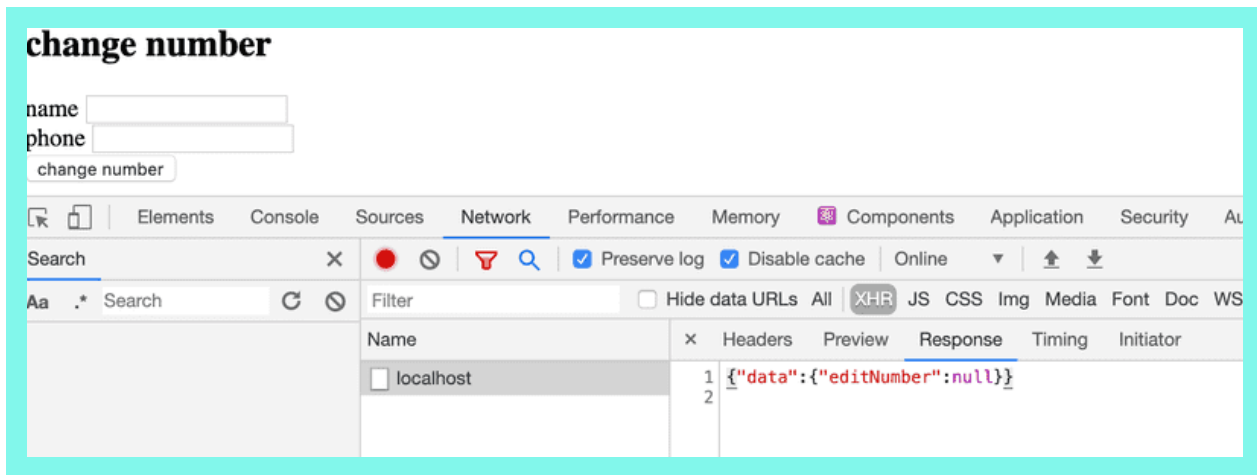 change number
name
phone
change number
Elements Console Sources Network Performance Memory Components Application Security Au
Search
Preserve log Disable cache Online
Aa .* Search Filter Hide data URLs All XHR JS CSS Img Media Font Doc WS
Name × Headers Preview Response Timing Initiator
localhost
1 {"data":{"editNumber":null}}
2